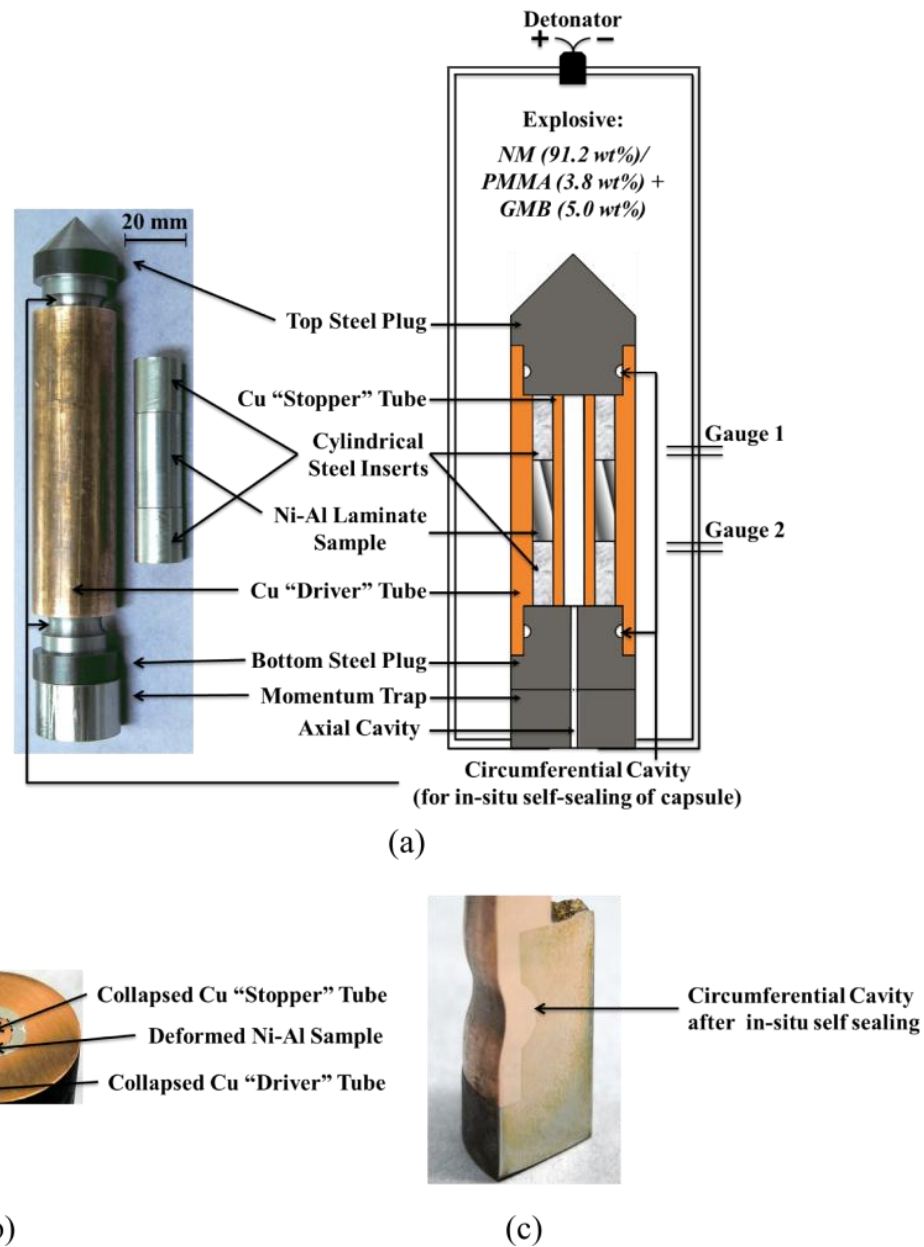 Detonator
+ −
Explosive:
NM (91.2 wt%)/
PMMA (3.8 wt%) +
GMB (5.0 wt%)
20 mm
Top Steel Plug
Cu “Stopper” Tube
Cylindrical
Steel Inserts
Ni-Al Laminate
Sample
Cu “Driver” Tube
Bottom Steel Plug
Momentum Trap
Axial Cavity
Gauge 1
Gauge 2
Circumferential Cavity
(for in-situ self-sealing of capsule)
(a)
Collapsed Cu “Stopper” Tube
Deformed Ni-Al Sample
Collapsed Cu “Driver” Tube
Circumferential Cavity
after in-situ self sealing
(c)